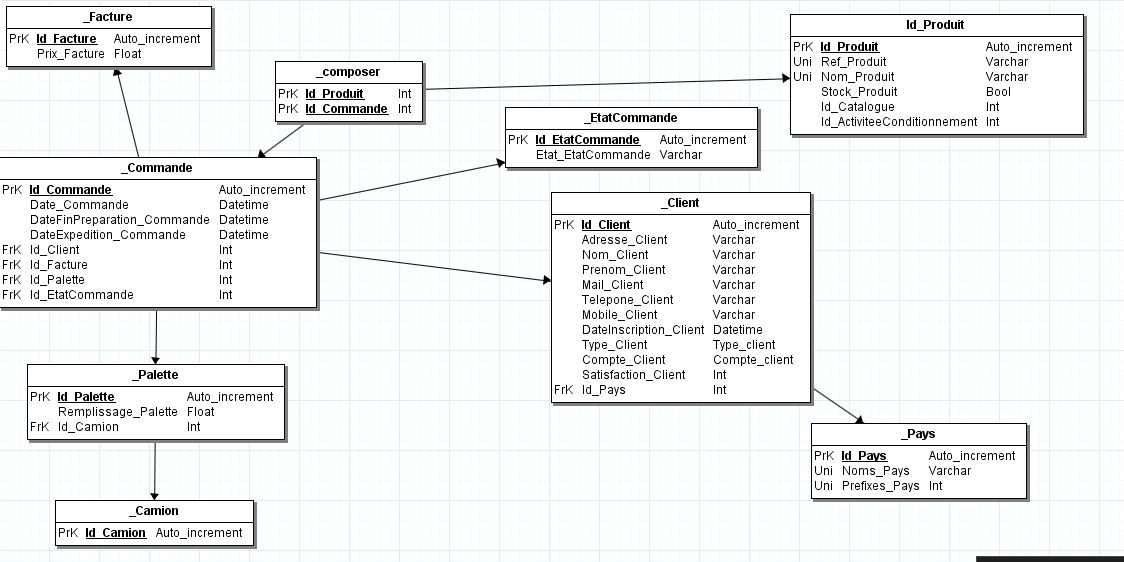 _Facture
PrK Id_Facture Auto_increment
Prix_Facture Float
Id_Produit
PrK Id_Produit Auto_increment
Uni Ref_Produit Varchar
Uni Nom_Produit Varchar
Stock_Produit Bool
Id_Catalogue Int
Id_ActiviteeConditionnement Int
_composer
PrK Id_Produit Int
PrK Id_Commande Int
_EtatCommande
PrK Id_EtatCommande Auto_increment
Etat_EtatCommande Varchar
_Commande
PrK Id_Commande Auto_increment
Date_Commande Datetime
DateFinPreparation_Commande Datetime
DateExpedition_Commande Datetime
FrK Id_Client Int
FrK Id_Facture Int
FrK Id_Palette Int
FrK Id_EtatCommande Int
_Client
PrK Id_Client Auto_increment
Adresse_Client Varchar
Nom_Client Varchar
Prenom_Client Varchar
Mail_Client Varchar
Telepone_Client Varchar
Mobile_Client Varchar
DateInscription_Client Datetime
Type_Client Type_client
Compte_Client Compte_client
Satisfaction_Client Int
FrK Id_Pays Int
_Palette
PrK Id_Palette Auto_increment
Remplissage_Palette Float
FrK Id_Camion Int
_Pays
PrK Id_Pays Auto_increment
Uni Noms_Pays Varchar
Uni Prefixes_Pays Int
_Camion
PrK Id_Camion Auto_increment